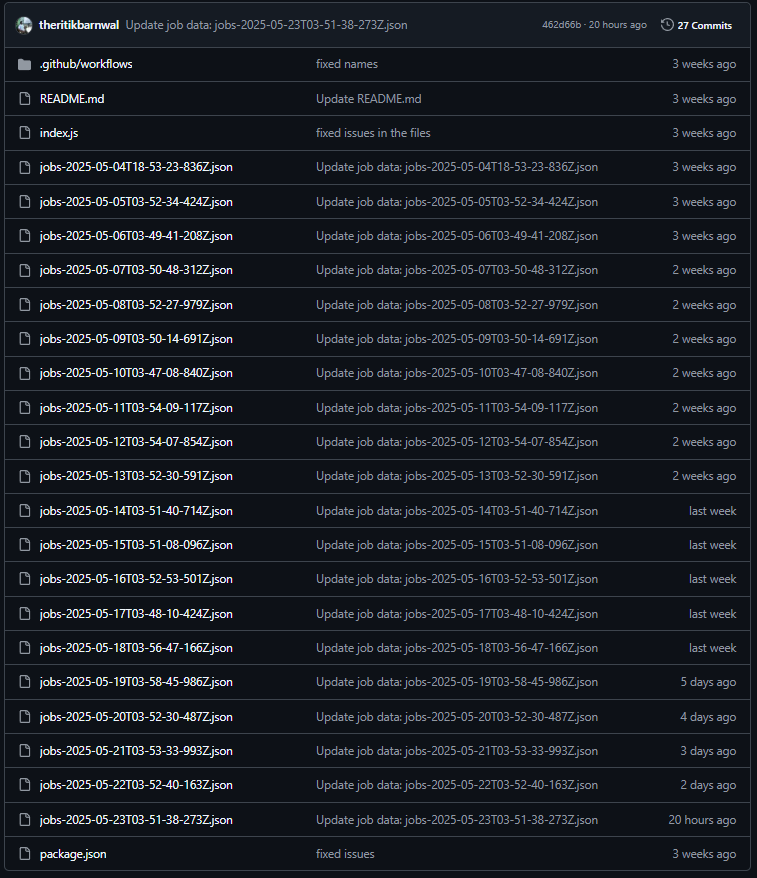 theritikbarnwal Update job data: jobs-2025-05-23T03-51-38-273Z.json 462d66b · 20 hours ago 27 Commits
.github/workflows fixed names 3 weeks ago
README.md Update README.md 3 weeks ago
index.js fixed issues in the files 3 weeks ago
jobs-2025-05-04T18-53-23-836Z.json Update job data: jobs-2025-05-04T18-53-23-836Z.json 3 weeks ago
jobs-2025-05-05T03-52-34-424Z.json Update job data: jobs-2025-05-05T03-52-34-424Z.json 3 weeks ago
jobs-2025-05-06T03-49-41-208Z.json Update job data: jobs-2025-05-06T03-49-41-208Z.json 3 weeks ago
jobs-2025-05-07T03-50-48-312Z.json Update job data: jobs-2025-05-07T03-50-48-312Z.json 2 weeks ago
jobs-2025-05-08T03-52-27-979Z.json Update job data: jobs-2025-05-08T03-52-27-979Z.json 2 weeks ago
jobs-2025-05-09T03-50-14-691Z.json Update job data: jobs-2025-05-09T03-50-14-691Z.json 2 weeks ago
jobs-2025-05-10T03-47-08-840Z.json Update job data: jobs-2025-05-10T03-47-08-840Z.json 2 weeks ago
jobs-2025-05-11T03-54-09-117Z.json Update job data: jobs-2025-05-11T03-54-09-117Z.json 2 weeks ago
jobs-2025-05-12T03-54-07-854Z.json Update job data: jobs-2025-05-12T03-54-07-854Z.json 2 weeks ago
jobs-2025-05-13T03-52-30-591Z.json Update job data: jobs-2025-05-13T03-52-30-591Z.json 2 weeks ago
jobs-2025-05-14T03-51-40-714Z.json Update job data: jobs-2025-05-14T03-51-40-714Z.json last week
jobs-2025-05-15T03-51-08-096Z.json Update job data: jobs-2025-05-15T03-51-08-096Z.json last week
jobs-2025-05-16T03-52-53-501Z.json Update job data: jobs-2025-05-16T03-52-53-501Z.json last week
jobs-2025-05-17T03-48-10-424Z.json Update job data: jobs-2025-05-17T03-48-10-424Z.json last week
jobs-2025-05-18T03-56-47-166Z.json Update job data: jobs-2025-05-18T03-56-47-166Z.json last week
jobs-2025-05-19T03-58-45-986Z.json Update job data: jobs-2025-05-19T03-58-45-986Z.json 5 days ago
jobs-2025-05-20T03-52-30-487Z.json Update job data: jobs-2025-05-20T03-52-30-487Z.json 4 days ago
jobs-2025-05-21T03-53-33-993Z.json Update job data: jobs-2025-05-21T03-53-33-993Z.json 3 days ago
jobs-2025-05-22T03-52-40-163Z.json Update job data: jobs-2025-05-22T03-52-40-163Z.json 2 days ago
jobs-2025-05-23T03-51-38-273Z.json Update job data: jobs-2025-05-23T03-51-38-273Z.json 20 hours ago
package.json fixed issues 3 weeks ago